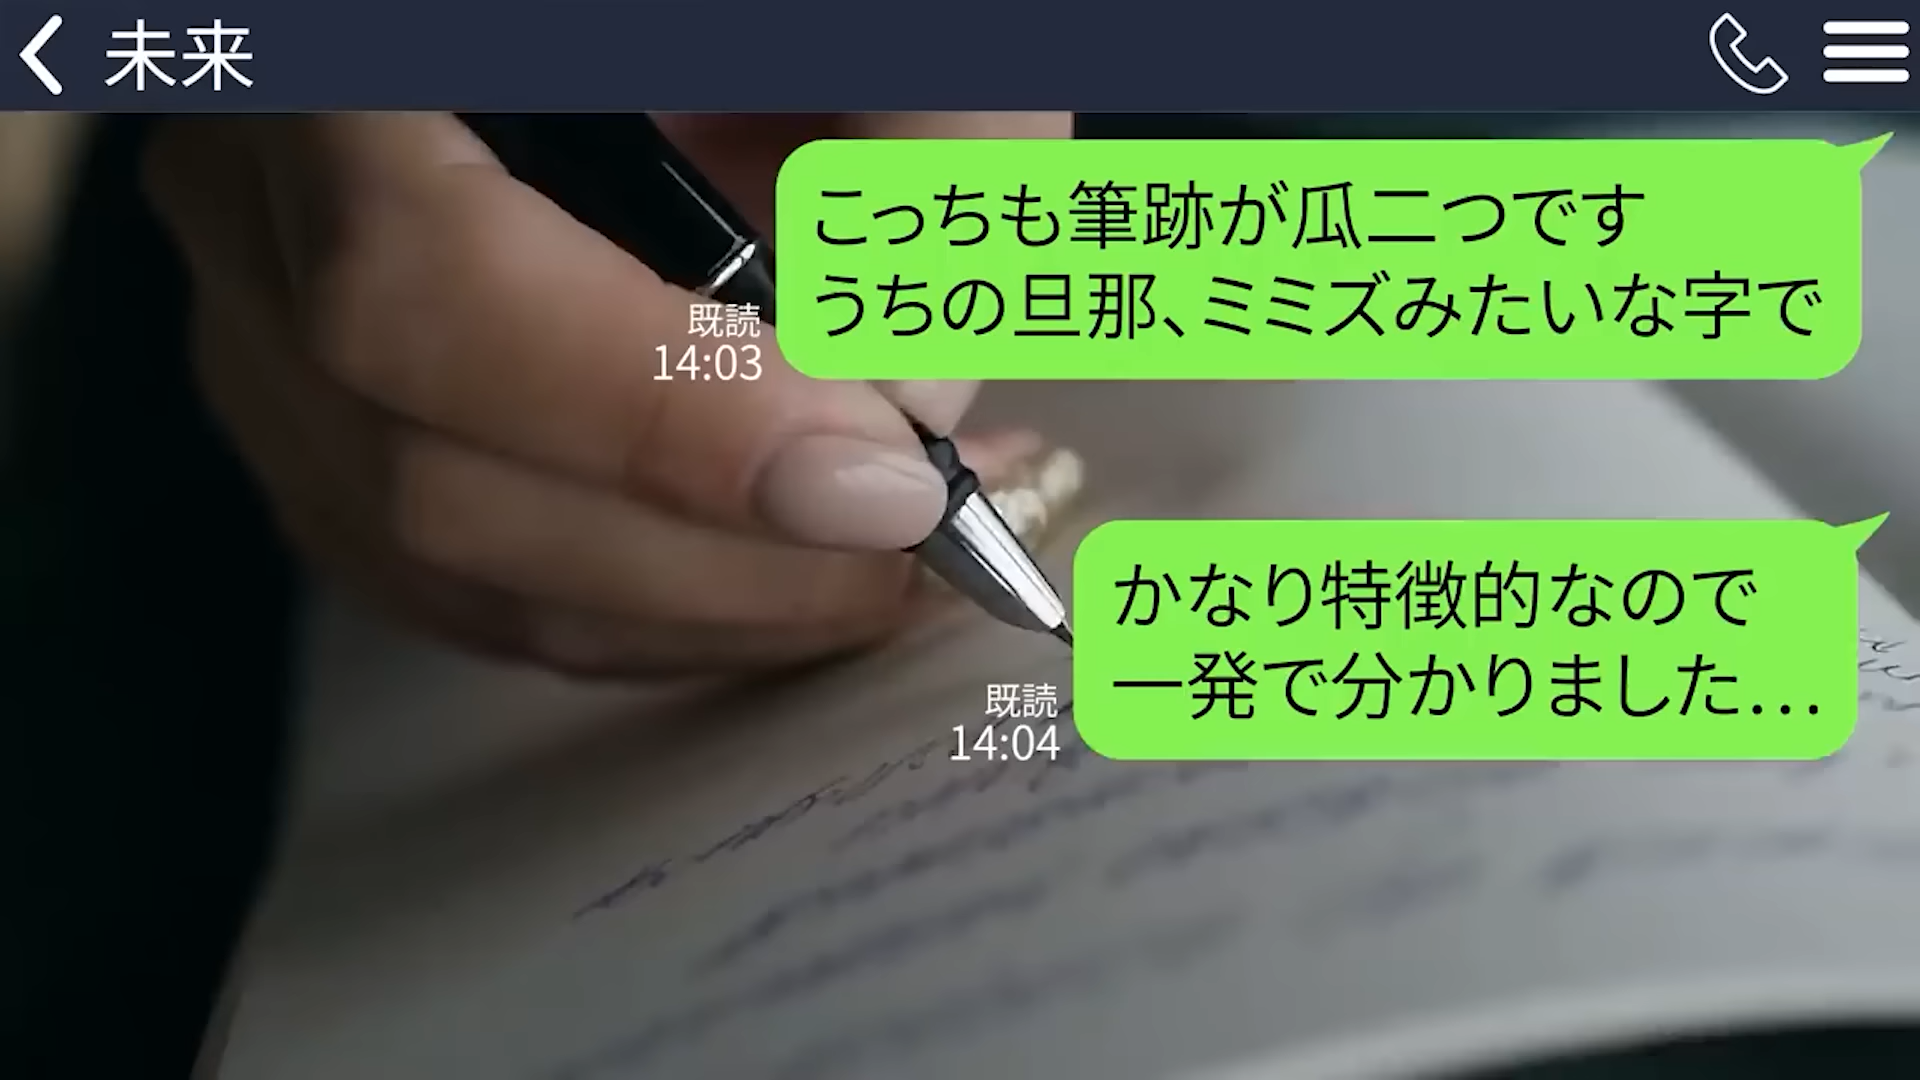 未来
こっちも筆跡が瓜二つです
うちの旦那、ミミズみたいな字で
既読
14:03
かなり特徴的なので
一発で分かりました…
既読
14:04